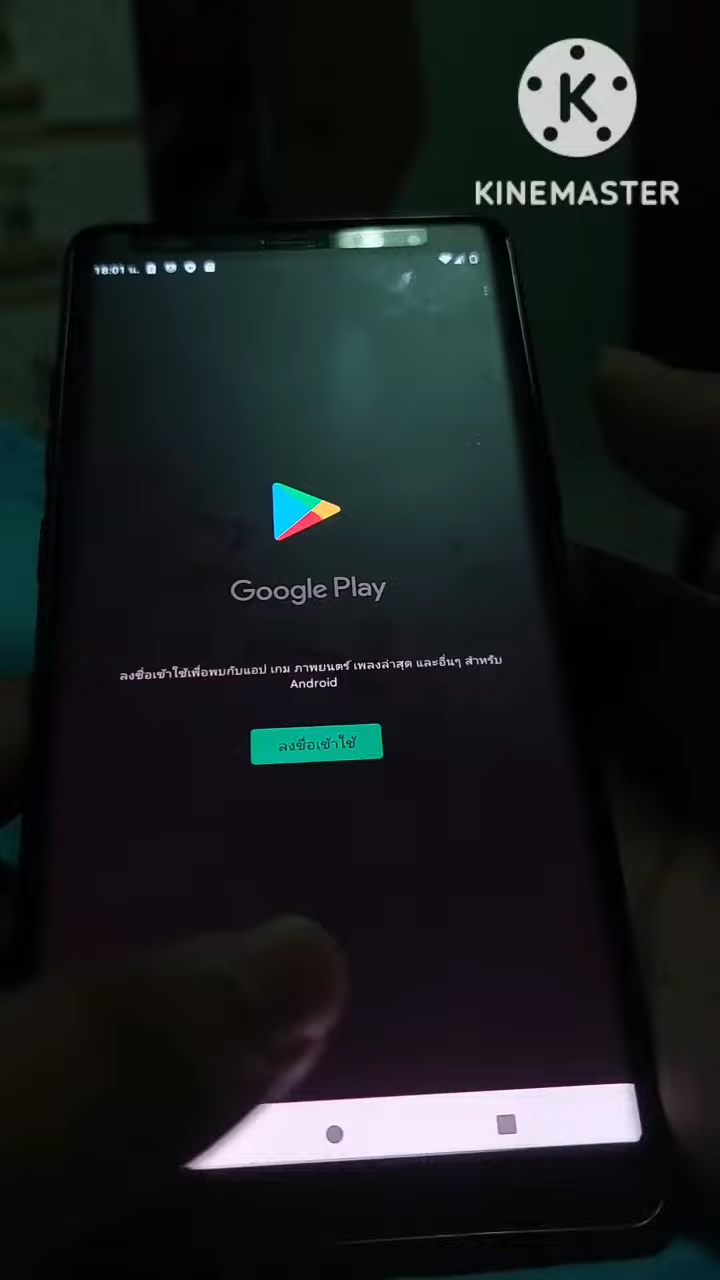 K
KINEMASTER
18:01 น.
Google Play
ลงชื่อเข้าใช้เพื่อพบกับแอป เกม ภาพยนตร์ เพลงล่าสุด และอื่นๆ สำหรับ
Android
ลงชื่อเข้าใช้